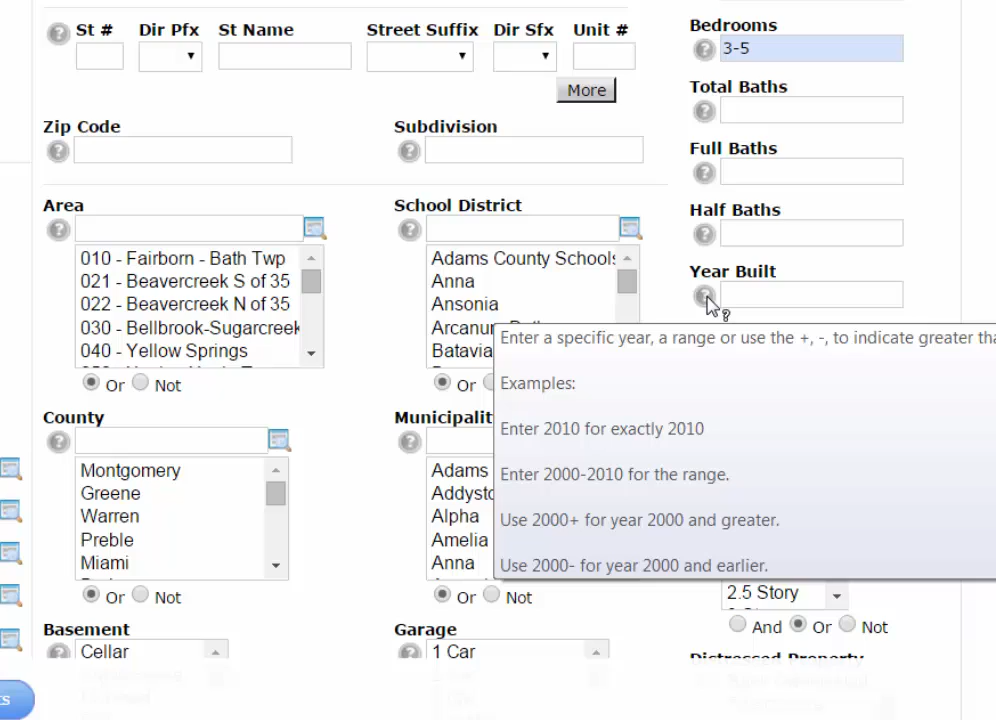 St # Dir Pfx St Name Street Suffix Dir Sfx Unit #
More
Zip Code Subdivision
Area School District
010 - Fairborn - Bath Twp
021 - Beavercreek S of 35
022 - Beavercreek N of 35
030 - Bellbrook-Sugarcreek
040 - Yellow Springs
Or Not
Adams County Schools
Anna
Ansonia
Arcanum
Batavia
Or
County Municipality
Montgomery
Greene
Warren
Preble
Miami
Or Not
Adams
Addysto
Alpha
Amelia
Anna
Or Not
Basement Garage
Cellar
1 Car
Bedrooms
3-5
Total Baths
Full Baths
Half Baths
Year Built
Enter a specific year, a range or use the +, -, to indicate greater tha
Examples:
Enter 2010 for exactly 2010
Enter 2000-2010 for the range.
Use 2000+ for year 2000 and greater.
Use 2000- for year 2000 and earlier.
2.5 Story
And Or Not
Distressed Property
ts